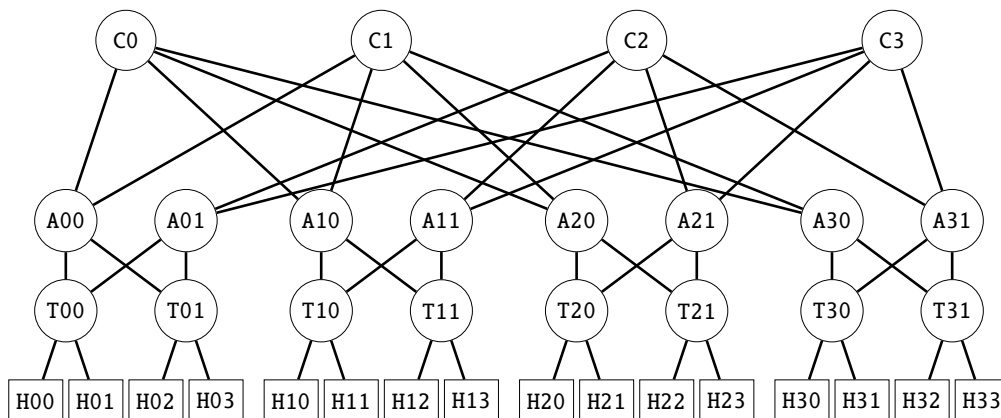 C0 C1 C2 C3
A00 A01 A10 A11 A20 A21 A30 A31
T00 T01 T10 T11 T20 T21 T30 T31
H00 H01 H02 H03 H10 H11 H12 H13 H20 H21 H22 H23 H30 H31 H32 H33